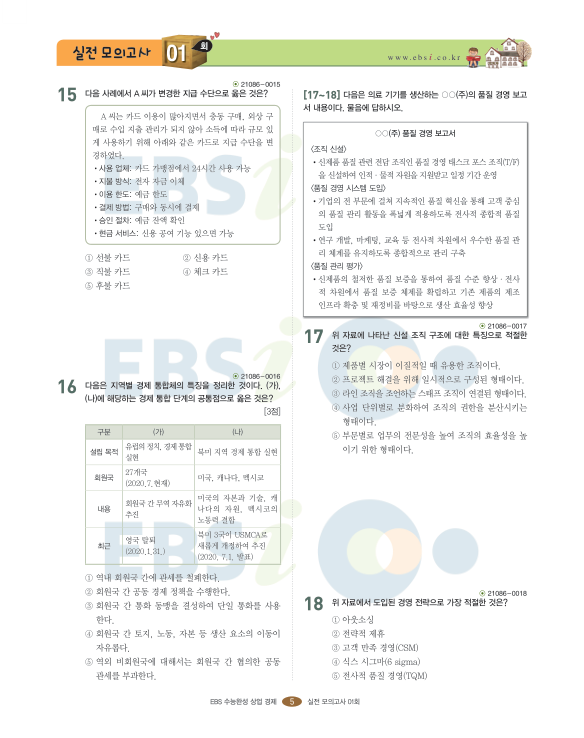 실전 모의고사 01 회
www.ebsi.co.kr
21086-0015
15 다음 사례에서 A 씨가 변경한 지급 수단으로 옳은 것은?
A 씨는 카드 이용이 많아지면서 충동 구매, 외상 구
매로 수입 지출 관리가 되지 않아 소득에 따라 규모 있
게 사용하기 위해 아래와 같은 카드로 지급 수단을 변
경하였다.
• 사용 업체: 카드 가맹점에서 24시간 사용 가능
• 지불 방식: 전자 자금 이체
• 이용 한도: 예금 한도
• 결제 방법: 구매와 동시에 결제
• 승인 절차: 예금 잔액 확인
• 현금 서비스: 신용 공여 기능 있으면 가능
① 선불 카드 ② 신용 카드
③ 직불 카드 ④ 체크 카드
⑤ 후불 카드
21086-0016
16 다음은 지역별 경제 통합체의 특징을 정리한 것이다. (가),
(나)에 해당하는 경제 통합 단계의 공통점으로 옳은 것은?
[3점]
구분 (가) (나)
설립 목적 유럽의 정치, 경제 통합 실현 북미 지역 경제 통합 실현
회원국 27개국 (2020.7.현재) 미국, 캐나다, 멕시코
내용 회원국 간 무역 자유화 추진 미국의 자본과 기술, 캐나다의 자원, 멕시코의 노동력 결합
최근 영국 탈퇴 (2020.1.31.) 북미 3국이 USMCA로 새롭게 개정하여 추진 (2020. 7.1. 발효)
① 역내 회원국 간에 관세를 철폐한다.
② 회원국 간 공동 경제 정책을 수행한다.
③ 회원국 간 통화 동맹을 결성하여 단일 통화를 사용
한다.
④ 회원국 간 토지, 노동, 자본 등 생산 요소의 이동이
자유롭다.
⑤ 역외 비회원국에 대해서는 회원국 간 협의한 공동
관세를 부과한다.
[17~18] 다음은 의료 기기를 생산하는 ○○(주)의 품질 경영 보고
서 내용이다. 물음에 답하시오.
○○(주) 품질 경영 보고서
〈조직 신설〉
• 신제품 품질 관련 전담 조직인 품질 경영 태스크 포스 조직(T/F)
을 신설하여 인적·물적 자원을 지원받고 일정 기간 운영
〈품질 경영 시스템 도입〉
• 기업의 전 부문에 걸쳐 지속적인 품질 혁신을 통해 고객 중심
의 품질 관리 활동을 폭넓게 적용하도록 전사적 종합적 품질
도입
• 연구 개발, 마케팅, 교육 등 전사적 차원에서 우수한 품질 관
리 체계를 유지하도록 종합적으로 관리 구축
〈품질 관리 평가〉
• 신제품의 철저한 품질 보증을 통하여 품질 수준 향상·전사
적 차원에서 품질 보증 체제를 확립하고 기존 제품의 제조
인프라 확충 및 재정비를 바탕으로 생산 효율성 향상
21086-0017
17 위 자료에 나타난 신설 조직 구조에 대한 특징으로 적절한
것은?
① 제품별 시장이 이질적일 때 유용한 조직이다.
② 프로젝트 해결을 위해 일시적으로 구성된 형태이다.
③ 라인 조직을 조언하는 스태프 조직이 연결된 형태이다.
④ 사업 단위별로 분화하여 조직의 권한을 분산시키는
형태이다.
⑤ 부문별로 업무의 전문성을 높여 조직의 효율성을 높
이기 위한 형태이다.
21086-0018
18 위 자료에서 도입된 경영 전략으로 가장 적절한 것은?
① 아웃소싱
② 전략적 제휴
③ 고객 만족 경영(CSM)
④ 식스 시그마(6 sigma)
⑤ 전사적 품질 경영(TQM)
EBS 수능완성 상업 경제 5 실전 모의고사 01회
EBSi
EBSi
EBSi